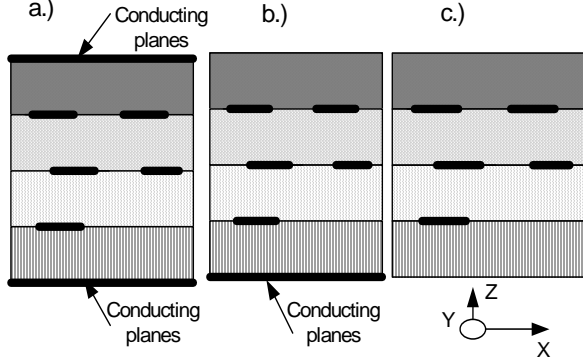 a.)
Conducting
planes
b.)
c.)
Conducting
planes
Conducting
planes
Z
Y
X